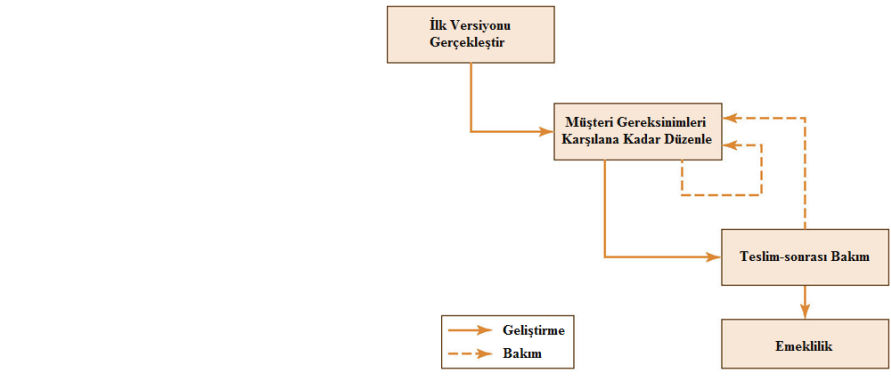 İlk Versiyonu
Gerçekleştir
Müşteri Gereksinimleri
Karşılana Kadar Düzenle
Teslim-sonrası Bakım
Geliştirme
Bakım
Emeklilik